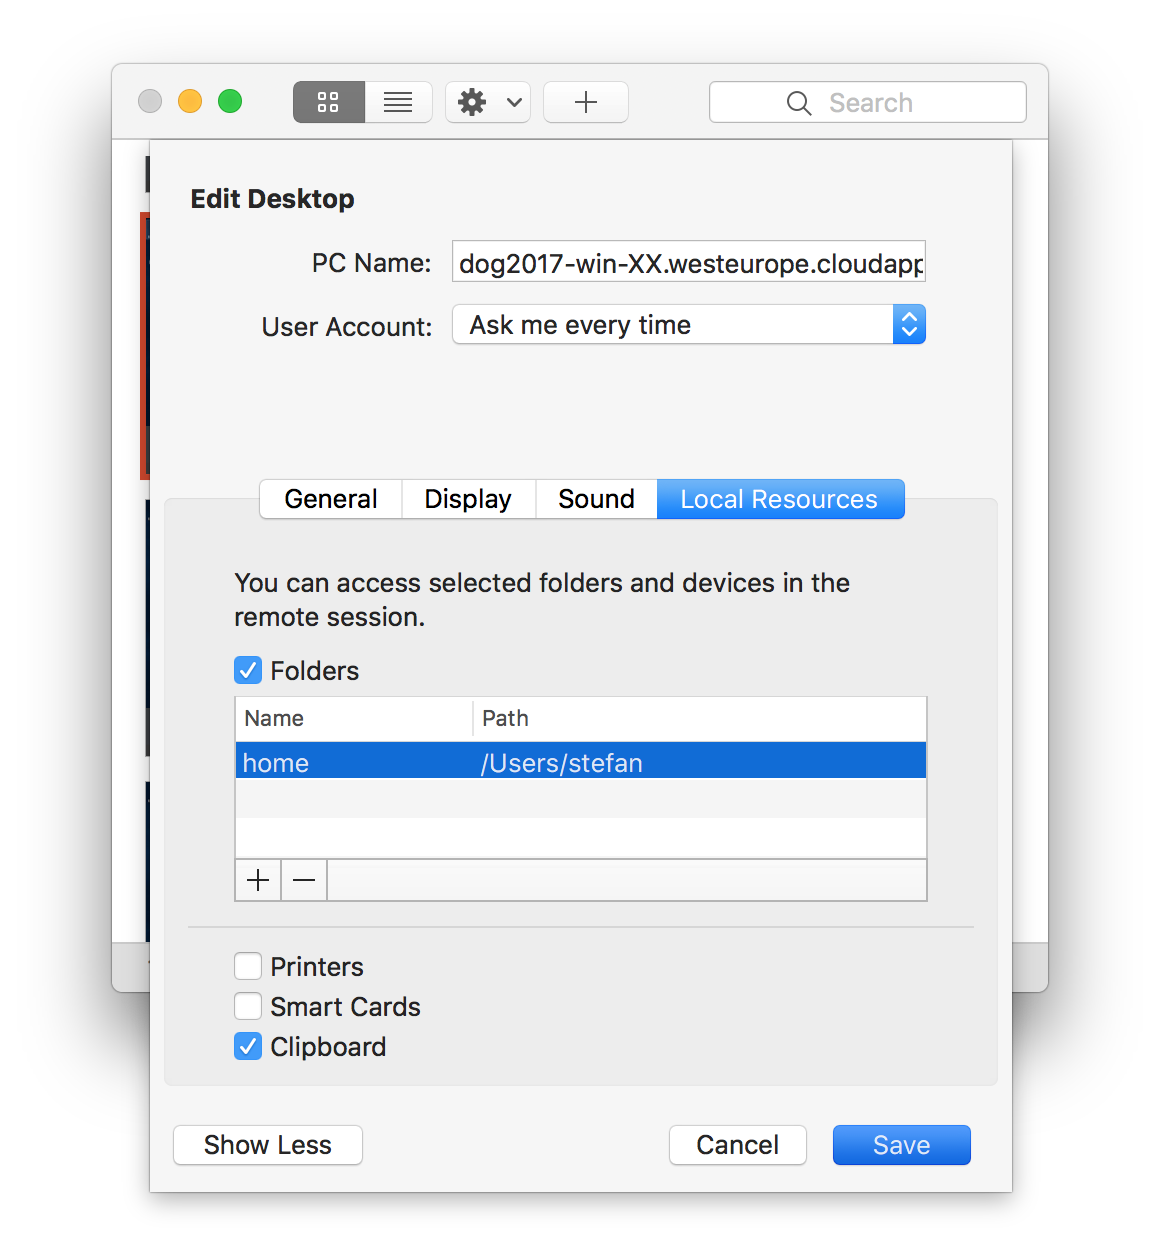 Search
Edit Desktop
PC Name: dog2017-win-XX.westeurope.cloudapp
User Account: Ask me every time
General Display Sound Local Resources
You can access selected folders and devices in the
remote session.
Folders
Name Path
home /Users/stefan
Printers
Smart Cards
Clipboard
Show Less Cancel Save